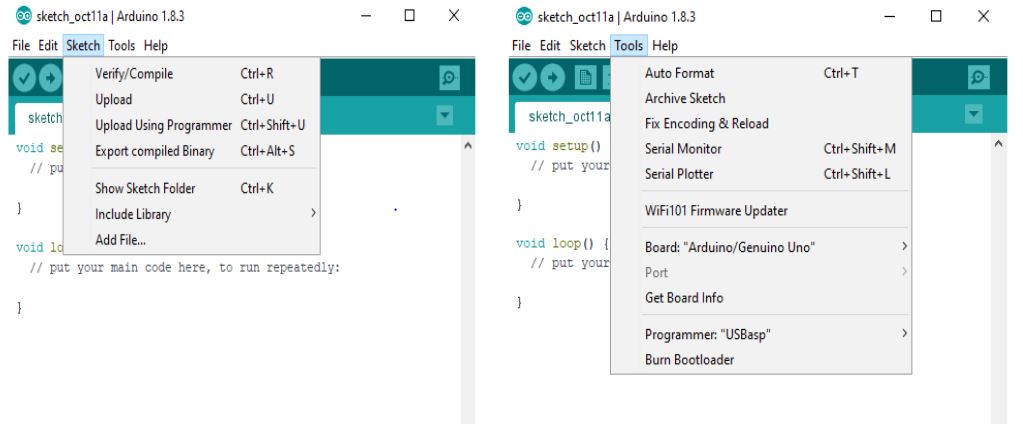 sketch_oct11a | Arduino 1.8.3
File Edit Sketch Tools Help
Verify/Compile Ctrl+R
Upload Ctrl+U
Upload Using Programmer Ctrl+Shift+U
Export compiled Binary Ctrl+Alt+S
Show Sketch Folder Ctrl+K
Include Library
Add File...
sketch
void se
// pu
}
void lo
// put your main code here, to run repeatedly:
}
sketch_oct11a | Arduino 1.8.3
File Edit Sketch Tools Help
Auto Format Ctrl+T
Archive Sketch
Fix Encoding & Reload
Serial Monitor Ctrl+Shift+M
Serial Plotter Ctrl+Shift+L
WiFi101 Firmware Updater
Board: "Arduino/Genuino Uno"
Port
Get Board Info
Programmer: "USBasp"
Burn Bootloader
sketch_oct11a
void setup()
// put your
}
void loop() {
// put your
}